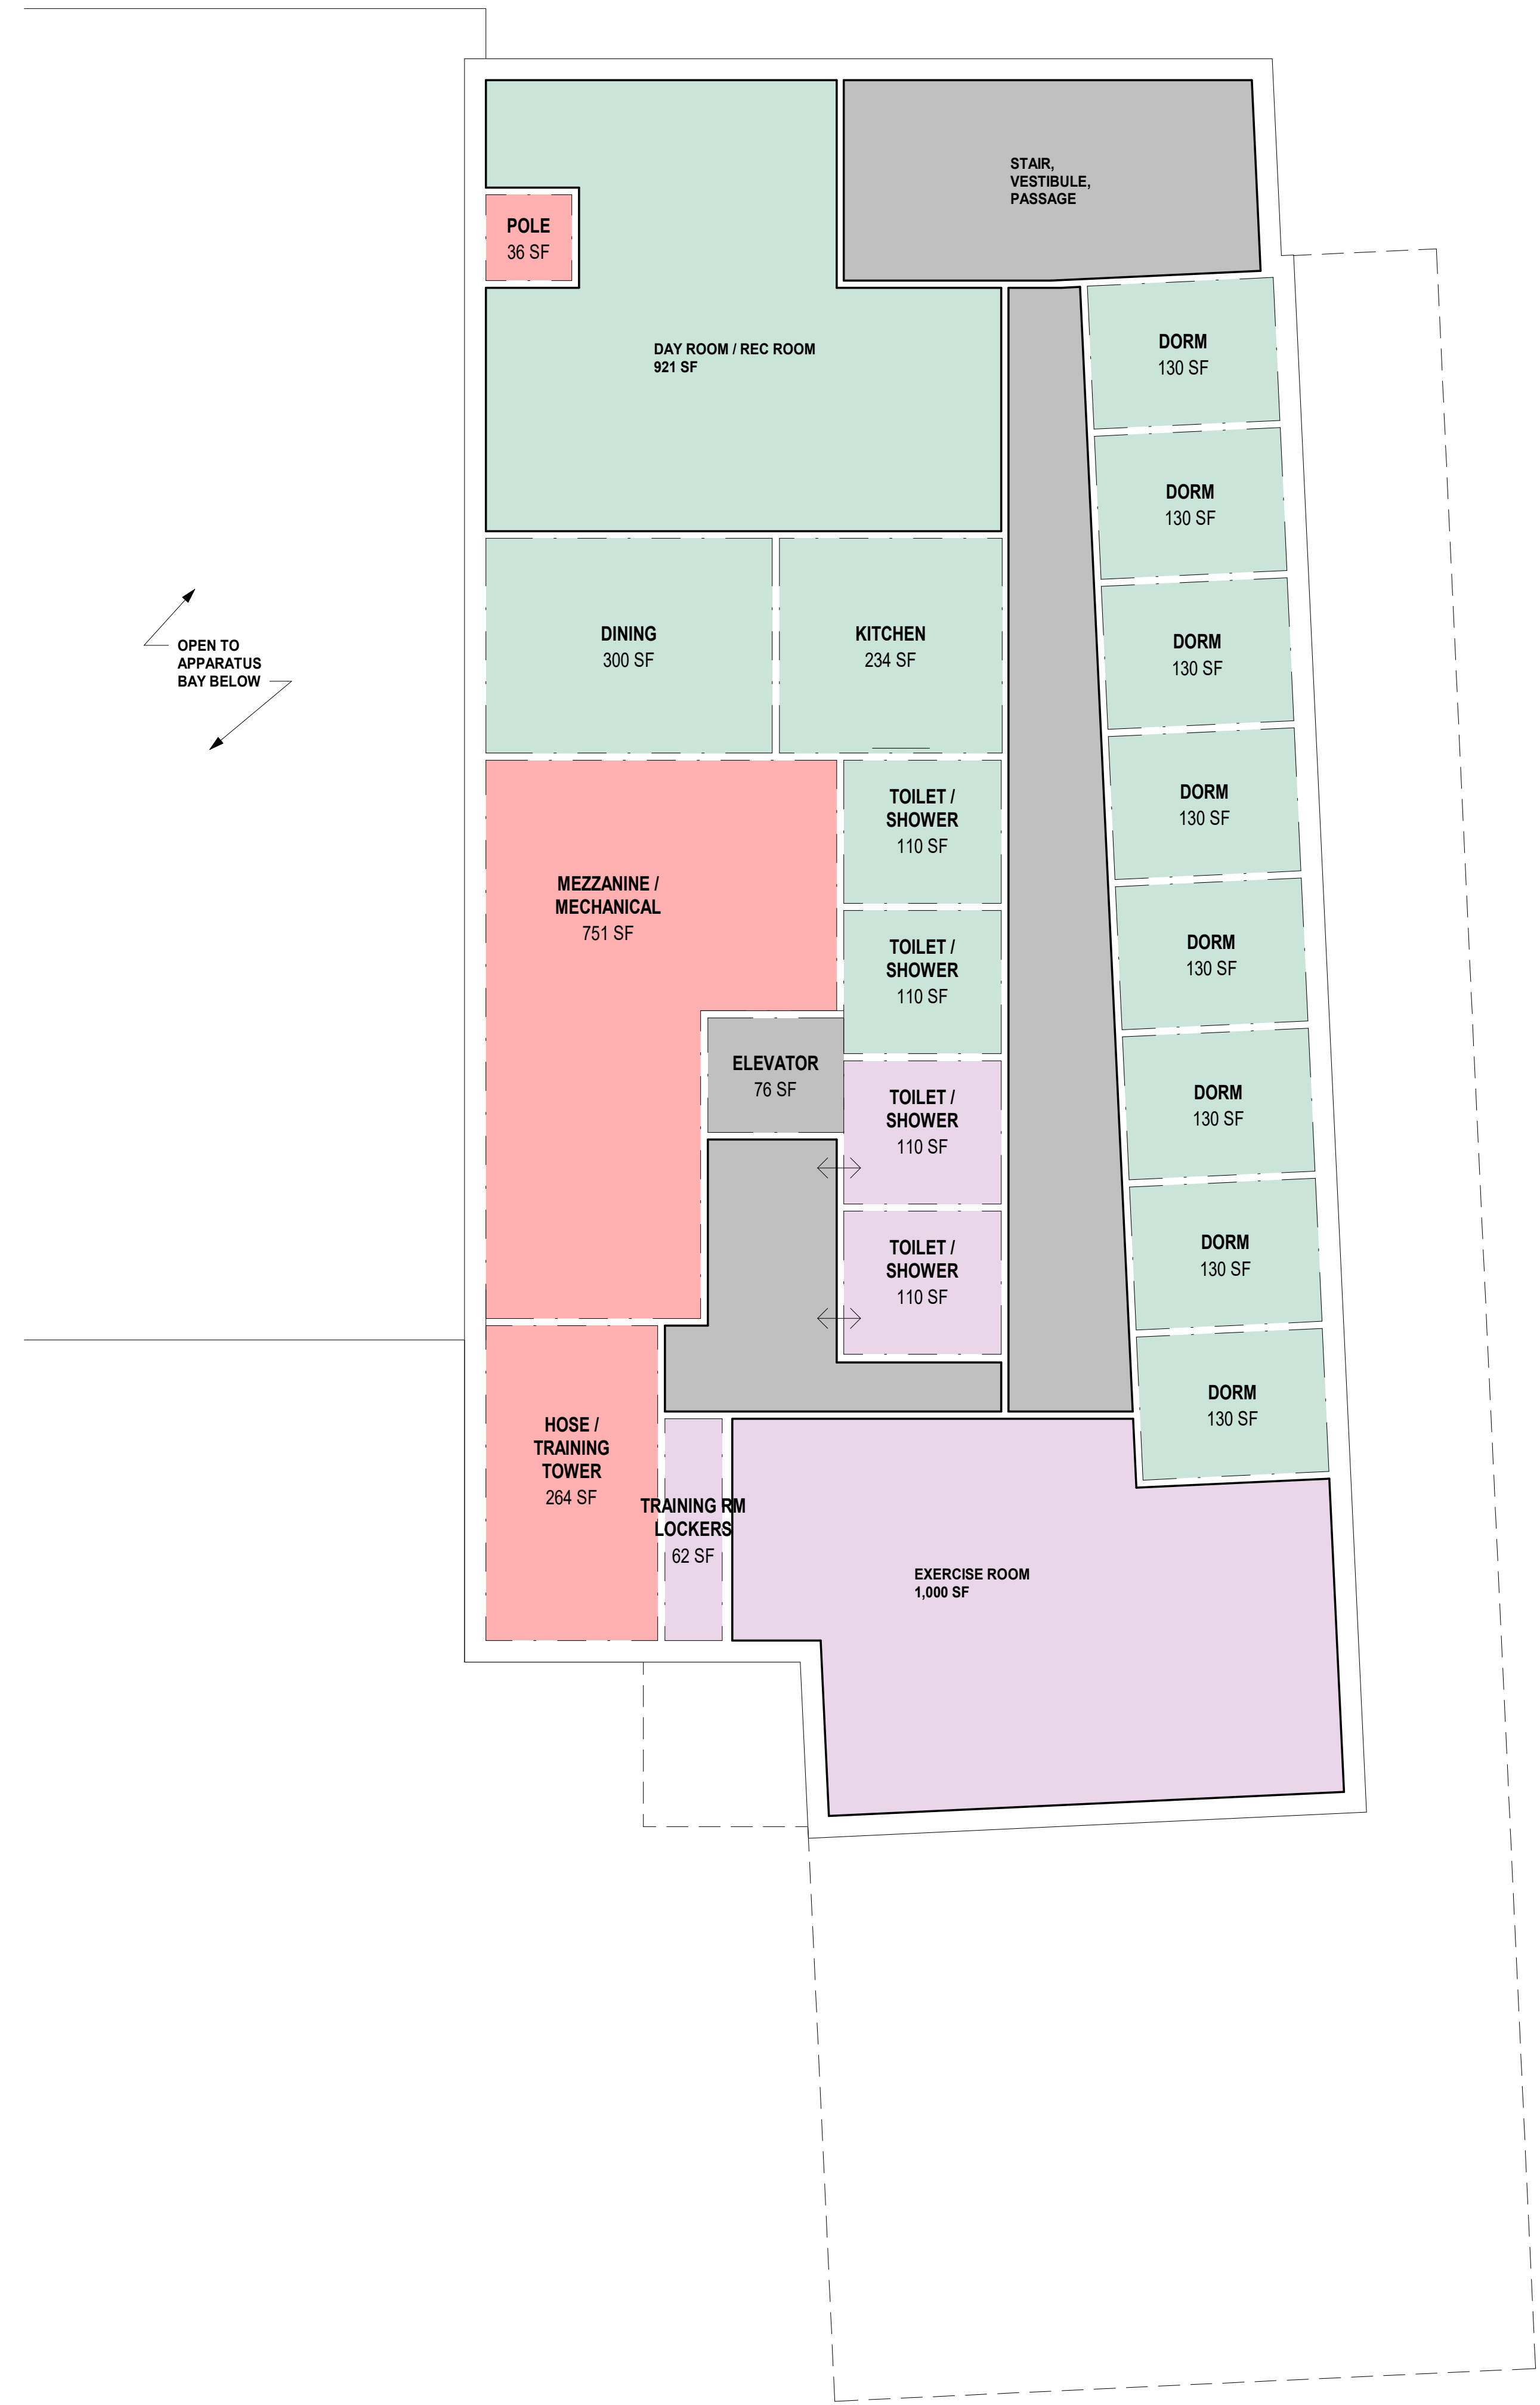 STAIR,
VESTIBULE,
PASSAGE
POLE
36 SF
DAY ROOM / REC ROOM
921 SF
DORM
130 SF
DORM
130 SF
DORM
130 SF
DORM
130 SF
DORM
130 SF
DORM
130 SF
DORM
130 SF
DORM
130 SF
OPEN TO
APPARATUS
BAY BELOW
DINING
300 SF
KITCHEN
234 SF
MEZZANINE /
MECHANICAL
751 SF
TOILET /
SHOWER
110 SF
TOILET /
SHOWER
110 SF
ELEVATOR
76 SF
TOILET /
SHOWER
110 SF
TOILET /
SHOWER
110 SF
HOSE /
TRAINING
TOWER
264 SF
TRAINING RM
LOCKERS
62 SF
EXERCISE ROOM
1,000 SF